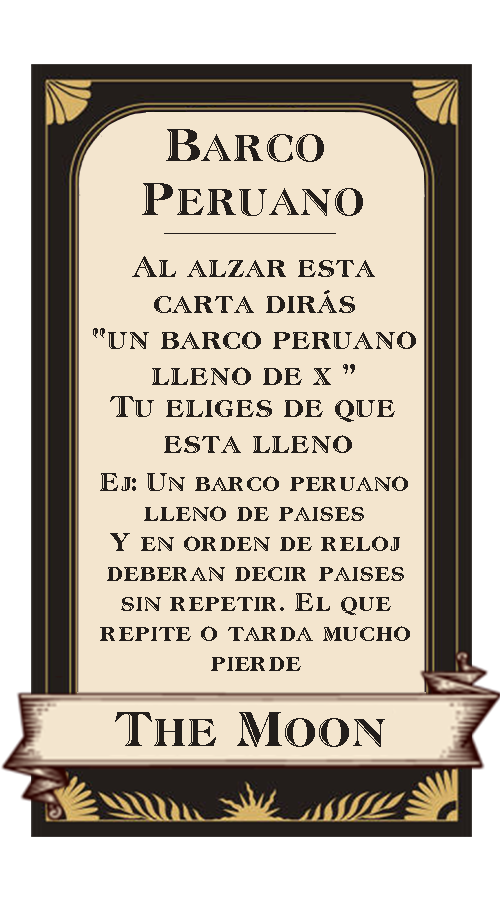 Barco
Peruano
Al alzar esta
carta dirás
"un barco peruano
lleno de x "
Tu eliges de que
esta lleno
Ej: Un barco peruano
lleno de paises
Y en orden de reloj
deberan decir paises
sin repetir. El que
repite o tarda mucho
pierde
The Moon